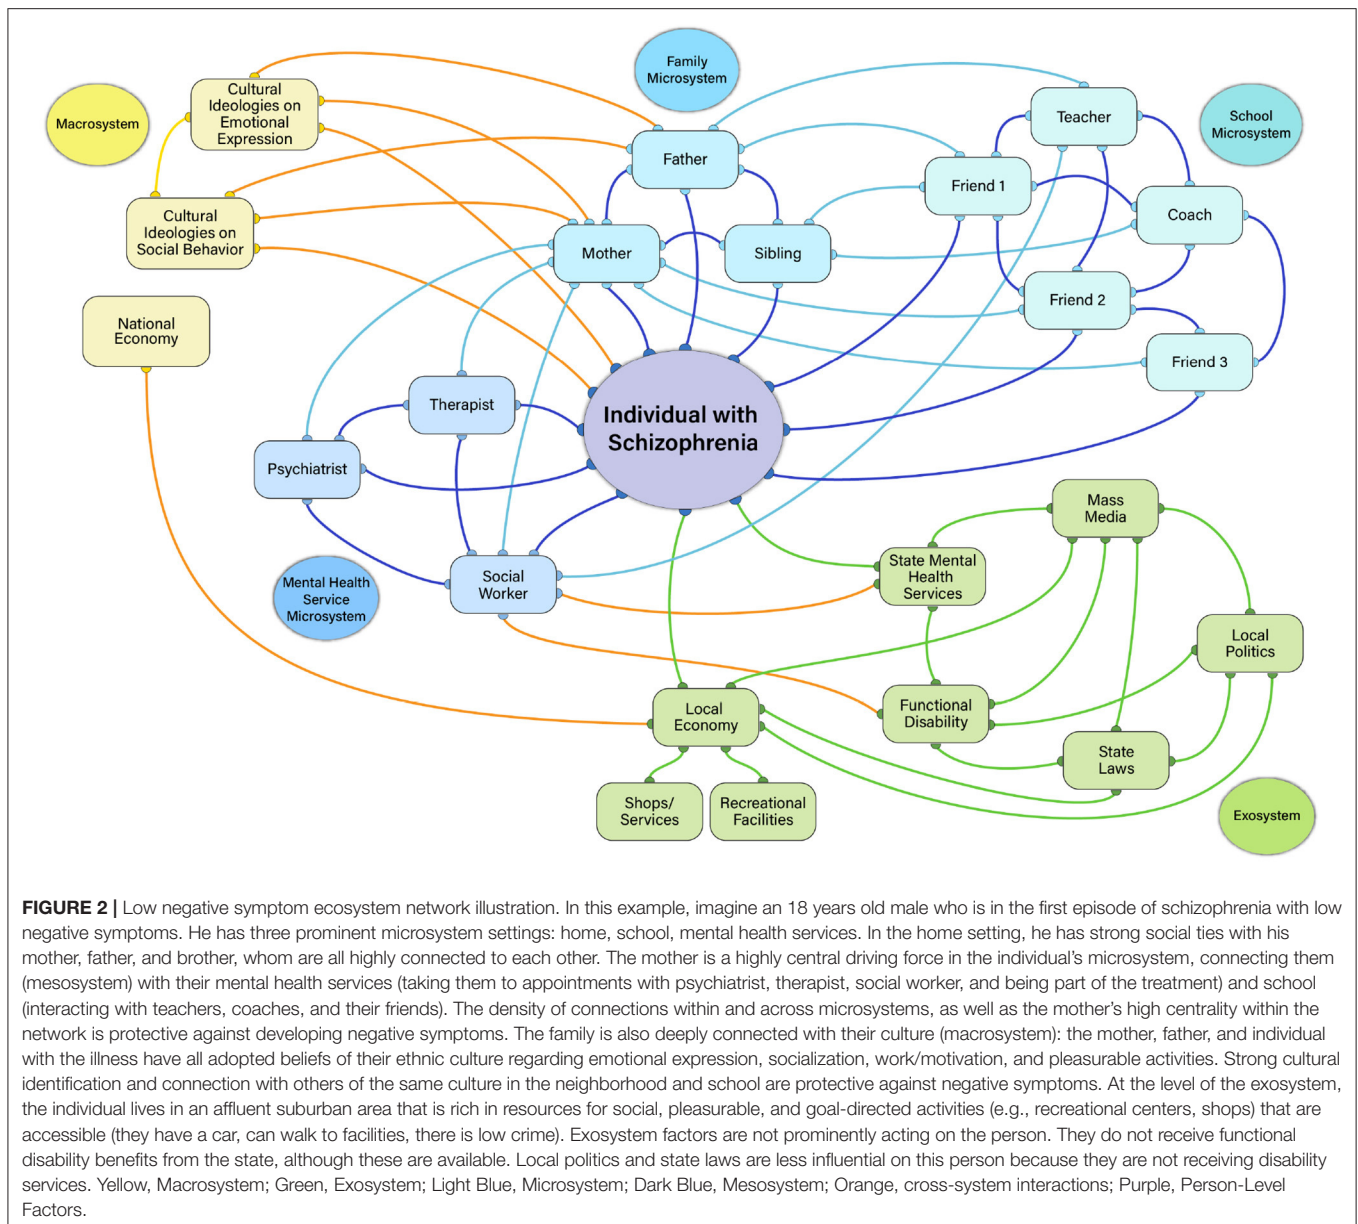 Family
Microsystem
Cultural
Ideologies on
Emotional
Expression
Macrosystem
Teacher
School
Microsystem
Father
Friend 1
Cultural
Ideologies on
Social Behavior
Coach
Mother
Sibling
Friend 2
National
Economy
Friend 3
Therapist
Individual with
Schizophrenia
Psychiatrist
Mass
Media
State Mental
Health
Services
Social
Worker
Mental Health
Service
Microsystem
Local
Politics
Local
Economy
Functional
Disability
State
Laws
Shops/
Services
Recreational
Facilities
Exosystem
FIGURE 2 | Low negative symptom ecosystem network illustration. In this example, imagine an 18 years old male who is in the first episode of schizophrenia with low
negative symptoms. He has three prominent microsystem settings: home, school, mental health services. In the home setting, he has strong social ties with his
mother, father, and brother, whom are all highly connected to each other. The mother is a highly central driving force in the individual's microsystem, connecting them
(mesosystem) with their mental health services (taking them to appointments with psychiatrist, therapist, social worker, and being part of the treatment) and school
(interacting with teachers, coaches, and their friends). The density of connections within and across microsystems, as well as the mother's high centrality within the
network is protective against developing negative symptoms. The family is also deeply connected with their culture (macrosystem): the mother, father, and individual
with the illness have all adopted beliefs of their ethnic culture regarding emotional expression, socialization, work/motivation, and pleasurable activities. Strong cultural
identification and connection with others of the same culture in the neighborhood and school are protective against negative symptoms. At the level of the exosystem,
the individual lives in an affluent suburban area that is rich in resources for social, pleasurable, and goal-directed activities (e.g., recreational centers, shops) that are
accessible (they have a car, can walk to facilities, there is low crime). Exosystem factors are not prominently acting on the person. They do not receive functional
disability benefits from the state, although these are available. Local politics and state laws are less influential on this person because they are not receiving disability
services. Yellow, Macrosystem; Green, Exosystem; Light Blue, Microsystem; Dark Blue, Mesosystem; Orange, cross-system interactions; Purple, Person-Level
Factors.